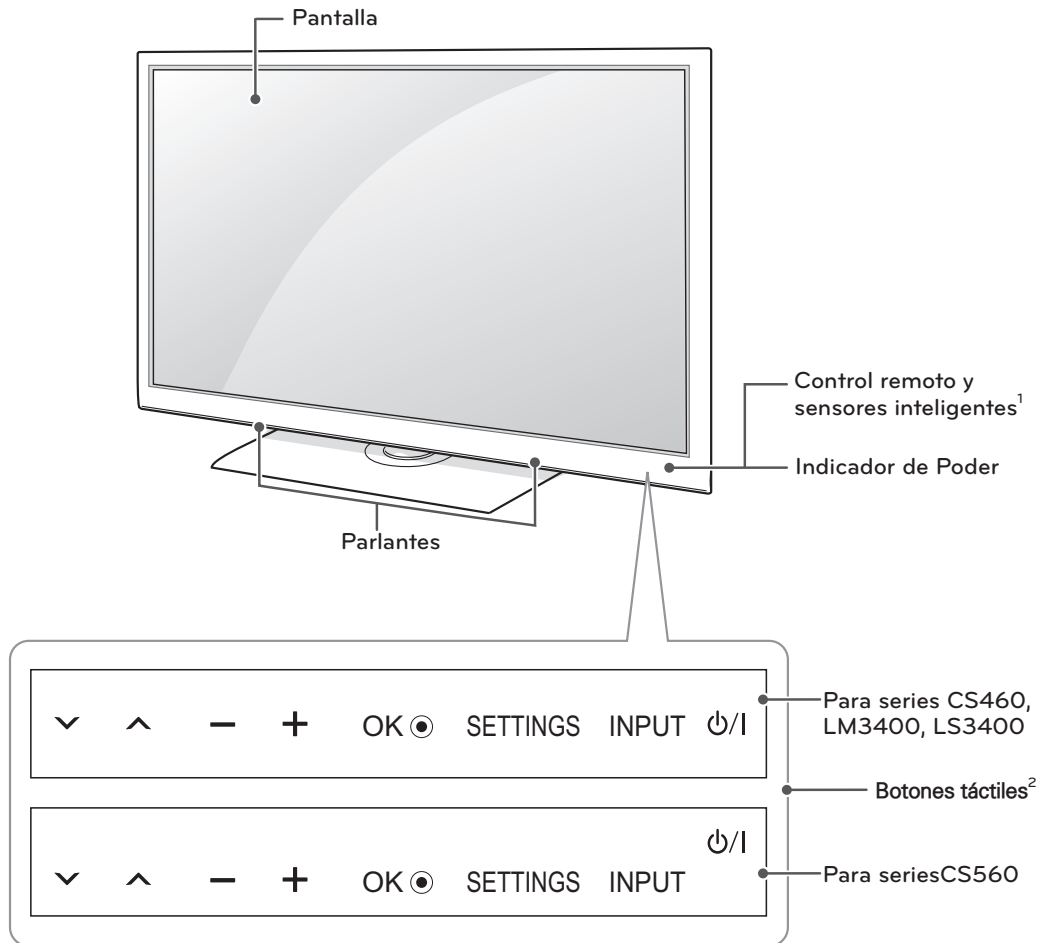 Pantalla
Control remoto y
sensores inteligentes¹
Indicador de Poder
Parlantes
OK SETTINGS INPUT /I
Para series CS460,
LM3400, LS3400
Botones táctiles²
/I
OK SETTINGS INPUT
Para seriesCS560